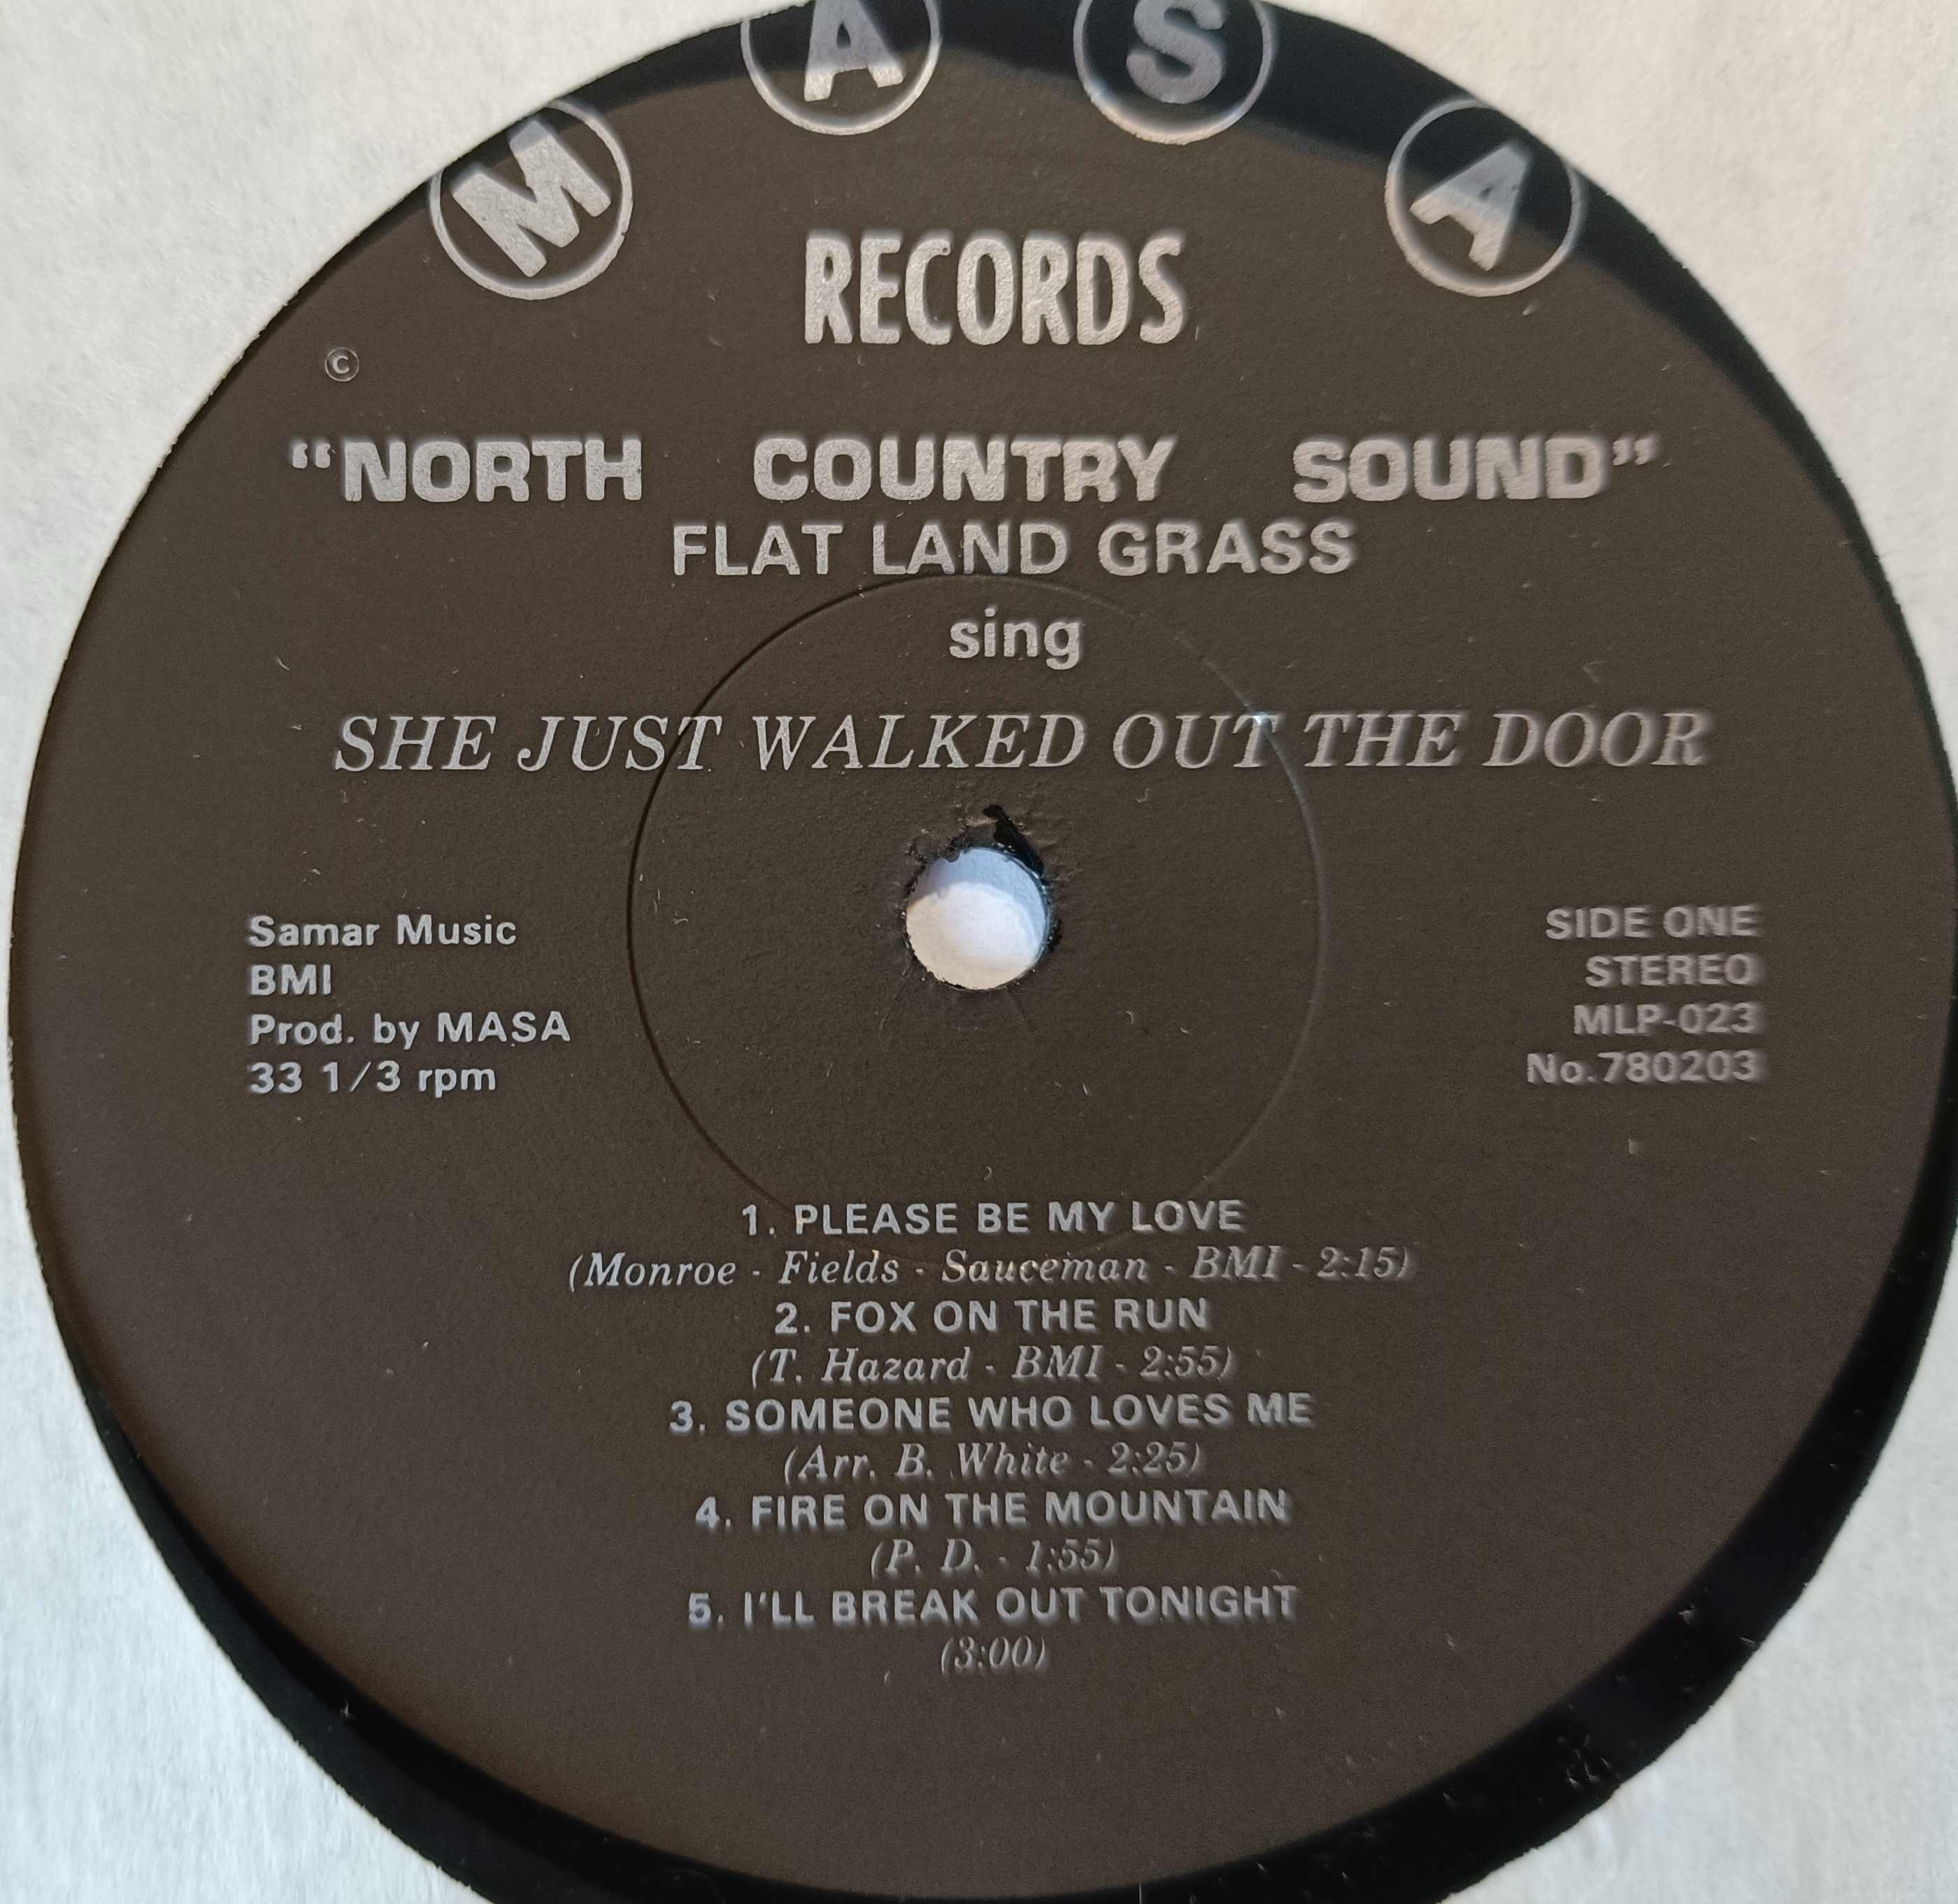 MASA
RECORDS
©
"NORTH COUNTRY SOUND"
FLAT LAND GRASS
sing
SHE JUST WALKED OUT THE DOOR
Samar Music
BMI
Prod. by MASA
33 1/3 rpm
SIDE ONE
STEREO
MLP-023
No.780203
1. PLEASE BE MY LOVE
(Monroe - Fields - Sauceman - BMI - 2:15)
2. FOX ON THE RUN
(T. Hazard - BMI - 2:55)
3. SOMEONE WHO LOVES ME
(Arr. B. White - 2:25)
4. FIRE ON THE MOUNTAIN
(P. D. - 1:55)
5. I'LL BREAK OUT TONIGHT
(3:00)